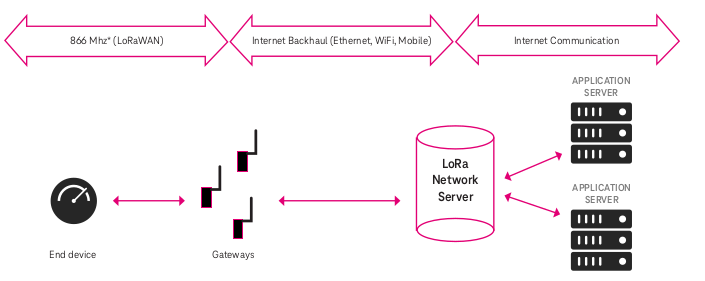 866 Mhz* (LoRaWAN)
Internet Backhaul (Ethernet, WiFi, Mobile)
Internet Communication
APPLICATION
SERVER
LoRa
Network
Server
APPLICATION
SERVER
End device
Gateways